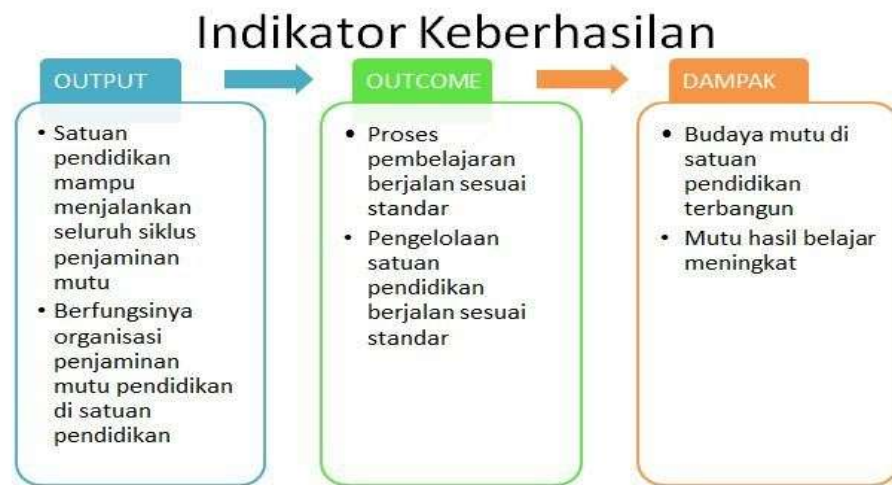 Indikator Keberhasilan
OUTPUT
• Satuan
pendidikan
mampu
menjalankan
seluruh siklus
penjaminan
mutu
• Berfungsinya
organisasi
penjaminan
mutu pendidikan
di satuan
pendidikan
OUTCOME
• Proses
pembelajaran
berjalan sesuai
standar
• Pengelolaan
satuan
pendidikan
berjalan sesuai
standar
DAMPAK
• Budaya mutu di
satuan
pendidikan
terbangun
• Mutu hasil belajar
meningkat